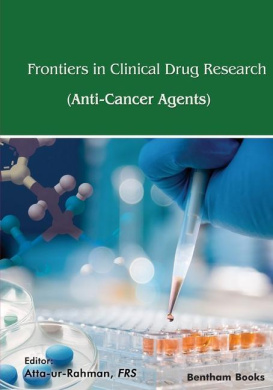 Frontiers in Clinical Drug Research
(Anti-Cancer Agents)
Editor:
Atta-ur-Rahman, FRS
Bentham Books